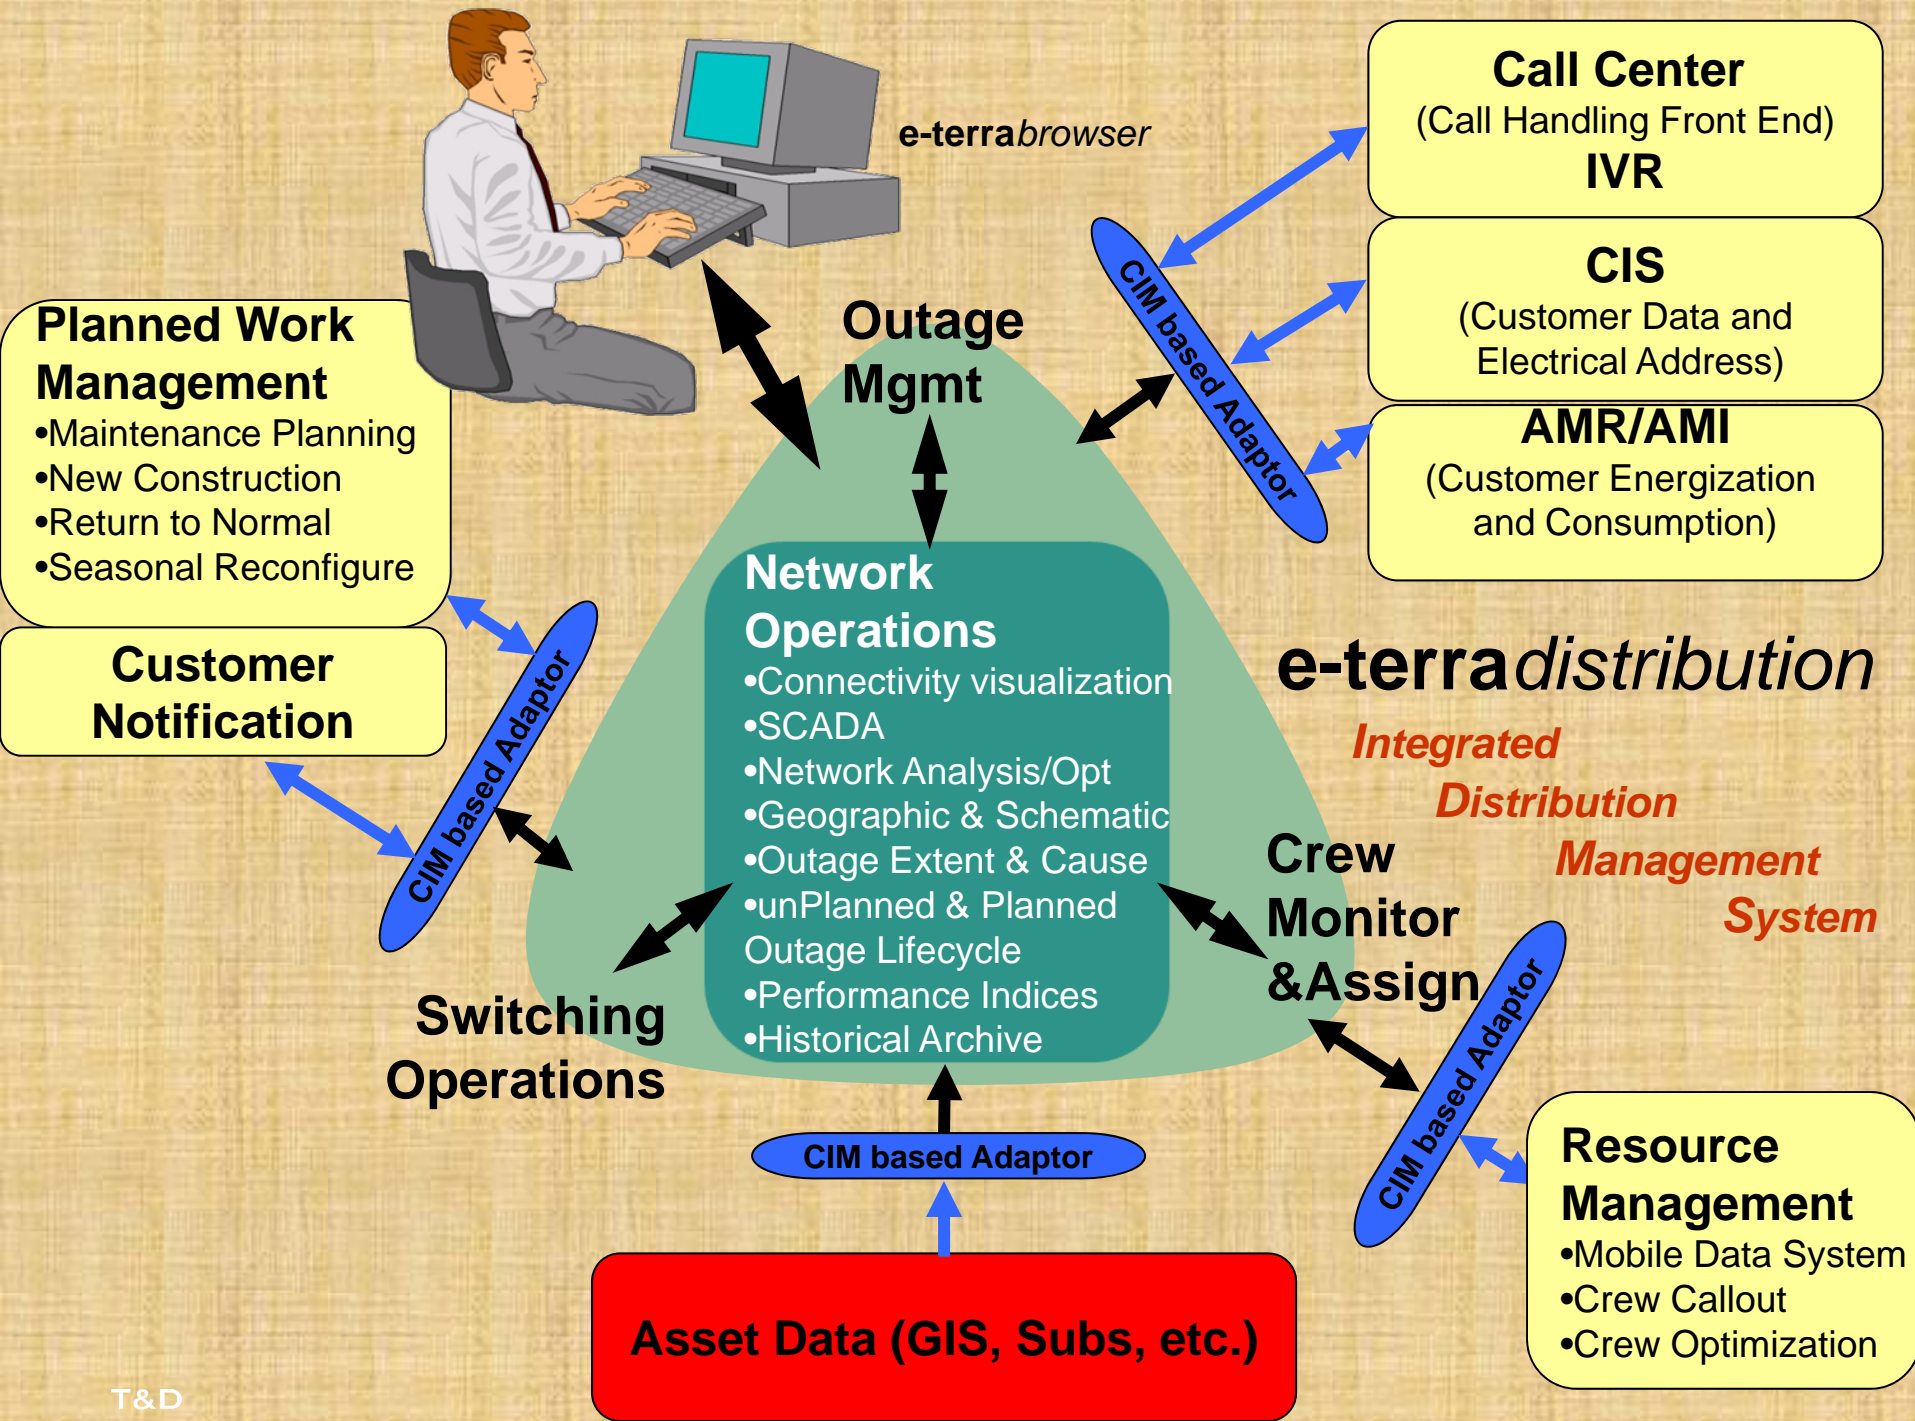 e-terrabrowser
Call Center
(Call Handling Front End)
IVR
CIS
(Customer Data and
Electrical Address)
AMR/AMI
(Customer Energization
and Consumption)
CIM based Adaptor
Planned Work
Management
•Maintenance Planning
•New Construction
•Return to Normal
•Seasonal Reconfigure
Customer
Notification
CIM based Adaptor
Outage
Mgmt
Network
Operations
•Connectivity visualization
•SCADA
•Network Analysis/Opt
•Geographic & Schematic
•Outage Extent & Cause
•unPlanned & Planned
Outage Lifecycle
•Performance Indices
•Historical Archive
e-terradistribution
Integrated
Distribution
Management
System
Crew
Monitor
&Assign
Switching
Operations
CIM based Adaptor
CIM based Adaptor
Resource
Management
•Mobile Data System
•Crew Callout
•Crew Optimization
Asset Data (GIS, Subs, etc.)
T&D